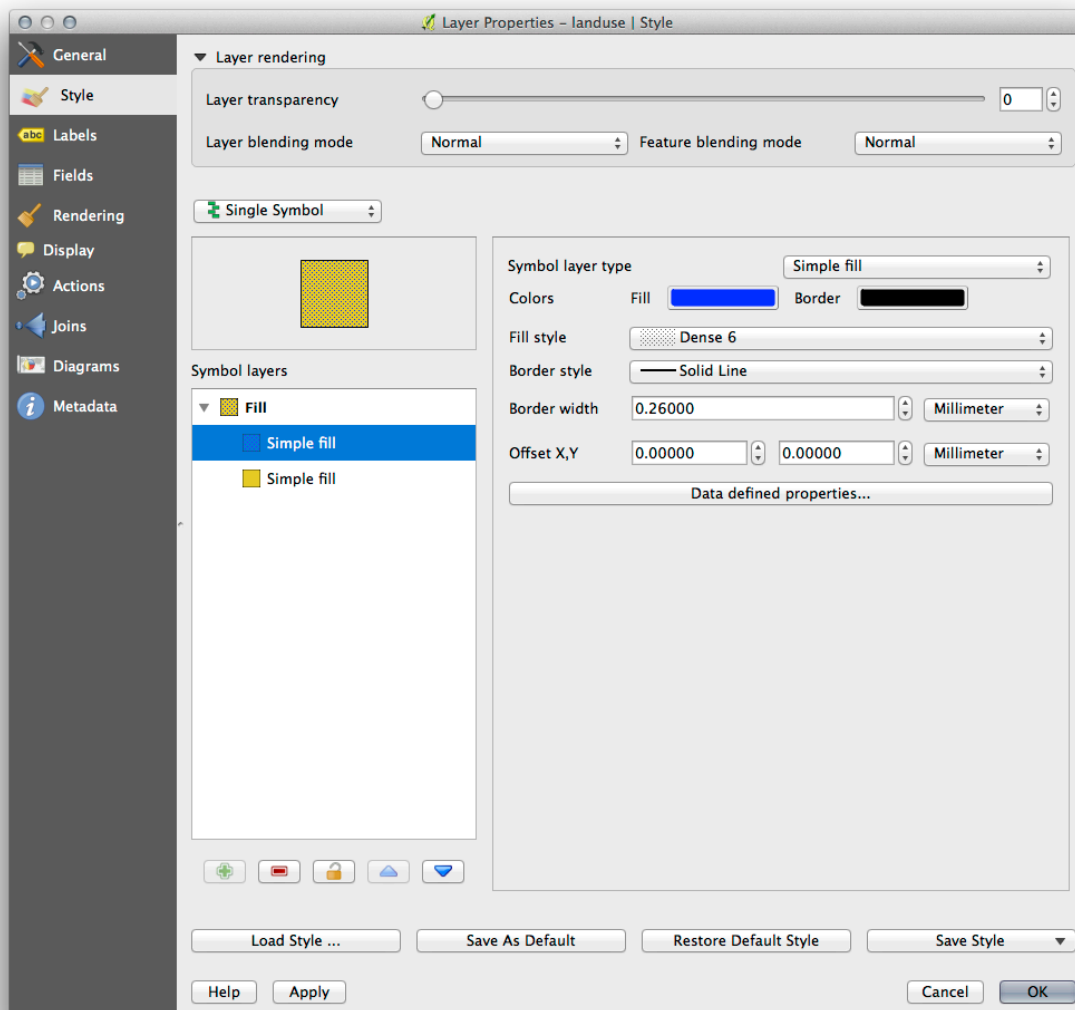 Layer Properties – landuse | Style
General
Style
abc Labels
Fields
Rendering
Display
Actions
Joins
Diagrams
Metadata
Layer rendering
Layer transparency 0
Layer blending mode Normal Feature blending mode Normal
Single Symbol
Symbol layers
Fill
Simple fill
Simple fill
Symbol layer type Simple fill
Colors Fill Border
Fill style Dense 6
Border style Solid Line
Border width 0.26000 Millimeter
Offset X,Y 0.00000 0.00000 Millimeter
Data defined properties...
Load Style ... Save As Default Restore Default Style Save Style
Help Apply Cancel OK